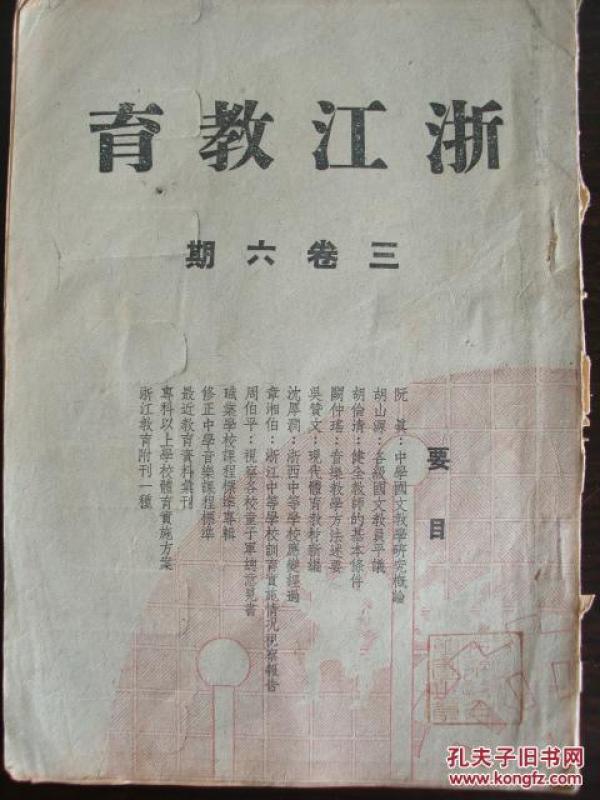 浙江教育
三卷六期
要目
阮真：中學國文教學研究概論
胡山源：各級國文教員平議
胡倫清：健全教師的基本條件
闕仲瑤：音樂教學方法述要
吳贊文：現代體育教材新編
沈厚潤：浙西中等學校應變經過
章湘伯：浙江中等學校訓育實施情況視察報告
周伯平：視察各校童子軍總意見書
職業學校課程標準專輯
修正中學音樂課程標準
最近教育資料彙刊
專科以上學校體育實施方案
浙江教育附刊一種
孔夫子旧书网
www.kongfz.com